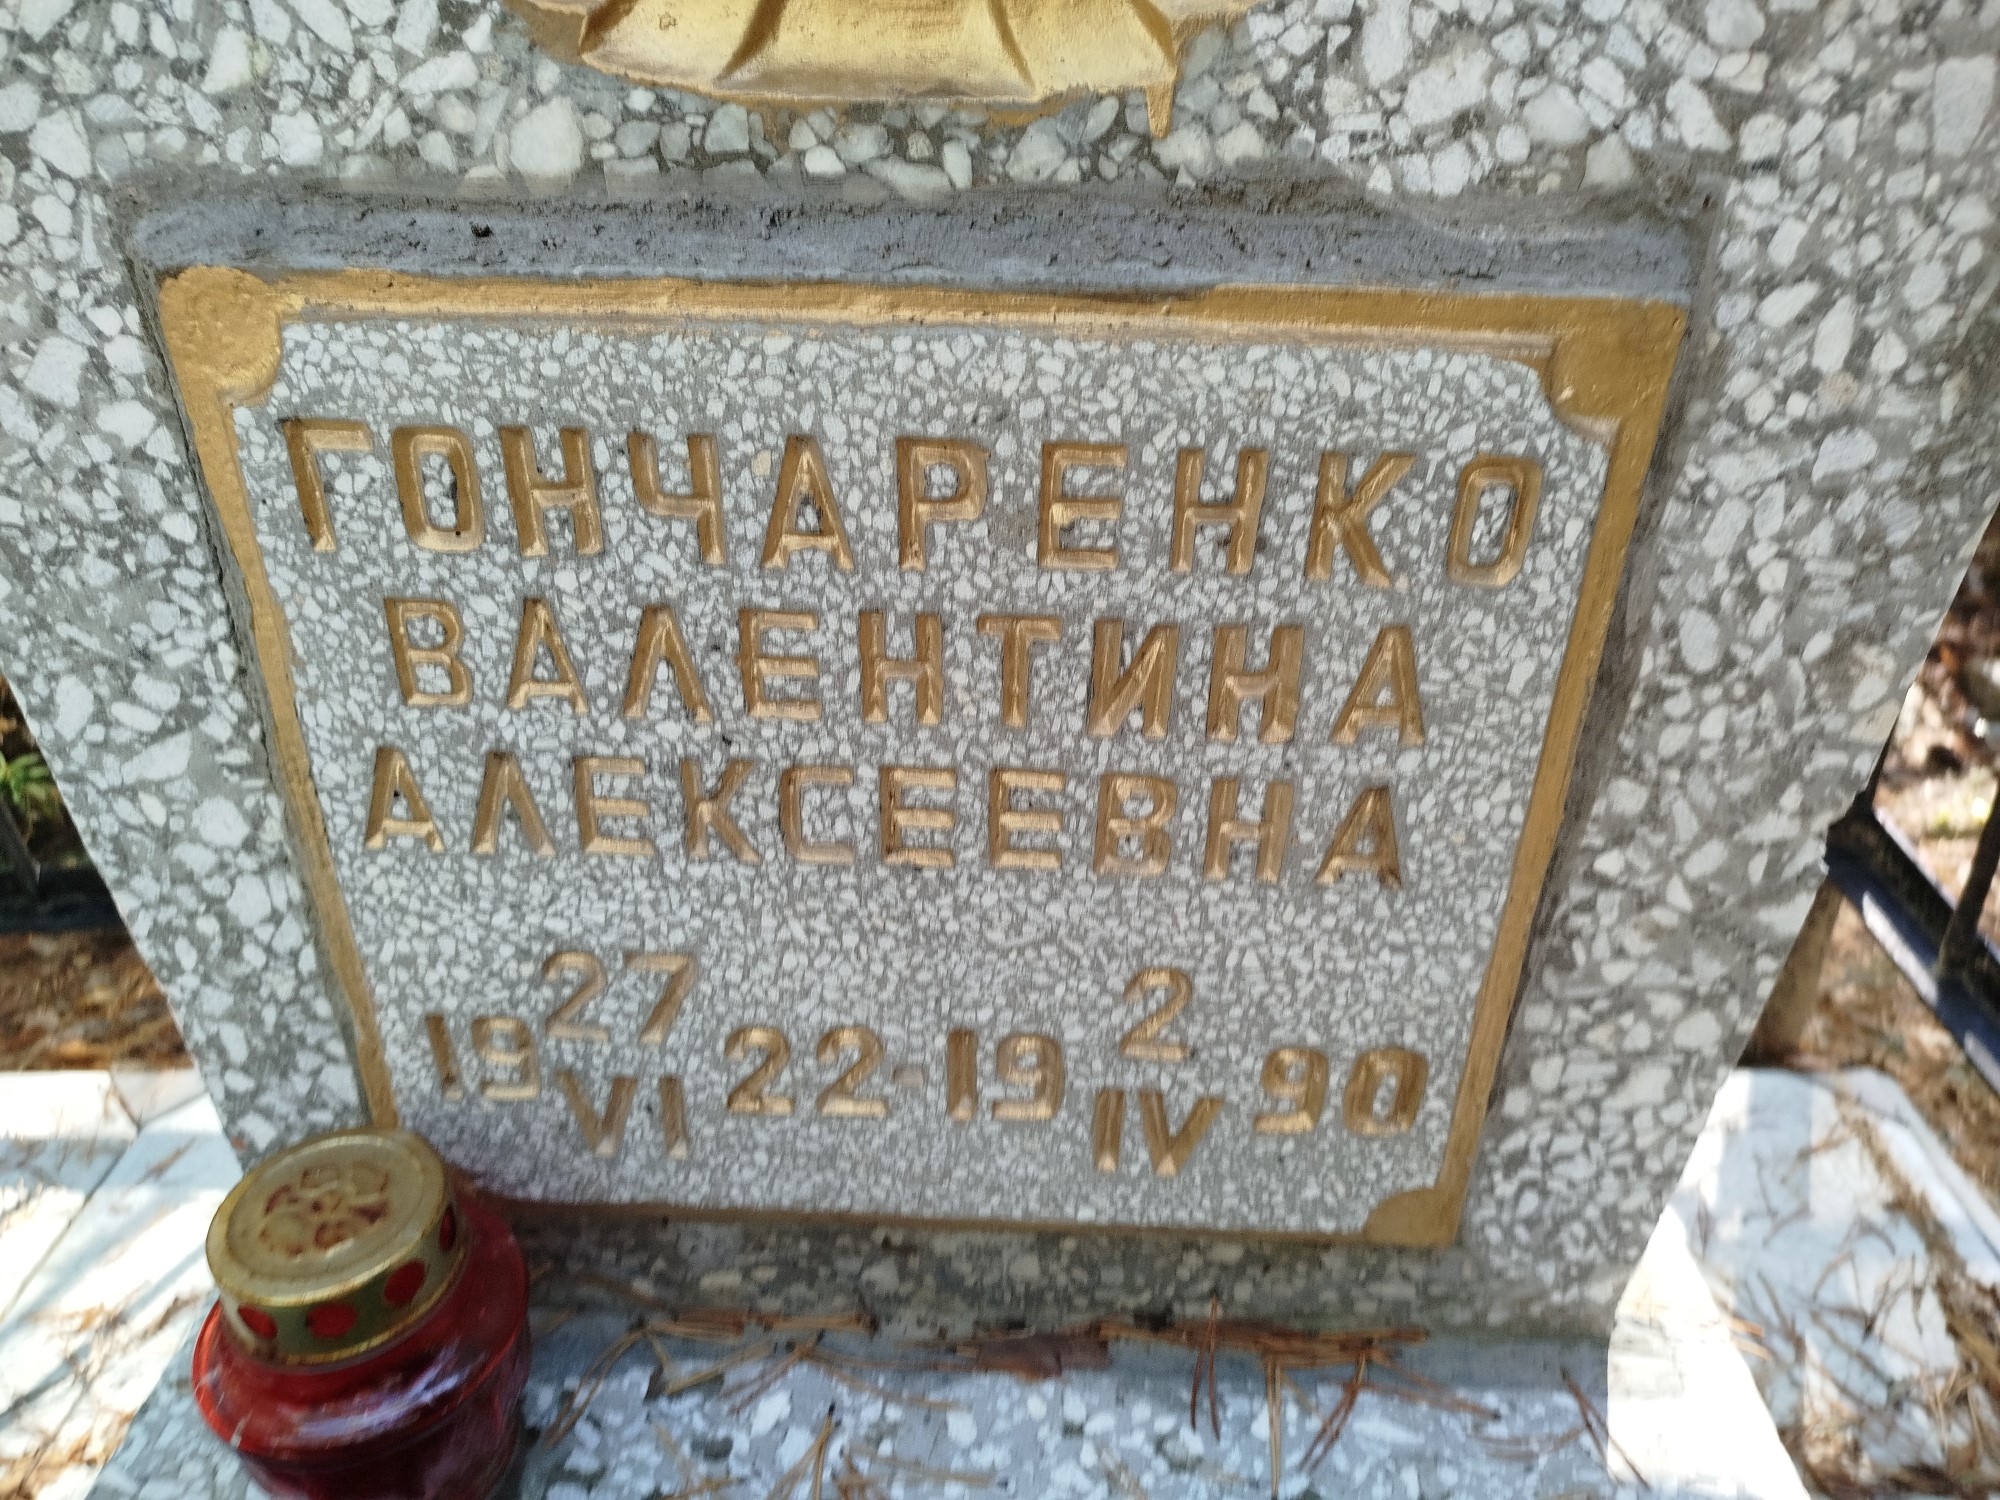 ГОНЧАРЕНКО
ВАЛЕНТИНА
АЛЕКСЕЕВНА
19 27/VI 22-19 2/IV 90